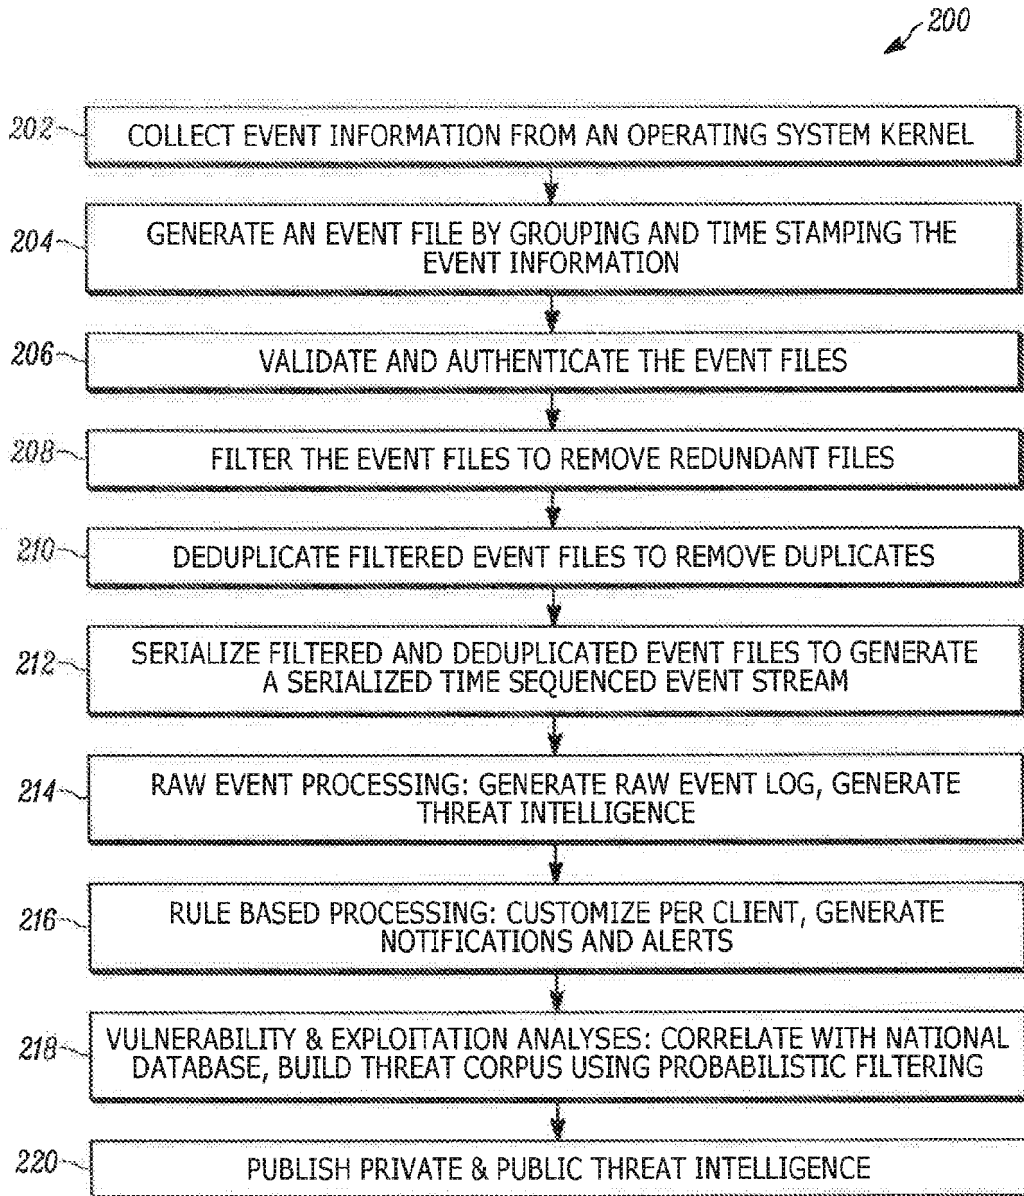 200
202
COLLECT EVENT INFORMATION FROM AN OPERATING SYSTEM KERNEL
204
GENERATE AN EVENT FILE BY GROUPING AND TIME STAMPING THE
EVENT INFORMATION
206
VALIDATE AND AUTHENTICATE THE EVENT FILES
208
FILTER THE EVENT FILES TO REMOVE REDUNDANT FILES
210
DEDUPLICATE FILTERED EVENT FILES TO REMOVE DUPLICATES
212
SERIALIZE FILTERED AND DEDUPLICATED EVENT FILES TO GENERATE
A SERIALIZED TIME SEQUENCED EVENT STREAM
214
RAW EVENT PROCESSING: GENERATE RAW EVENT LOG, GENERATE
THREAT INTELLIGENCE
216
RULE BASED PROCESSING: CUSTOMIZE PER CLIENT, GENERATE
NOTIFICATIONS AND ALERTS
218
VULNERABILITY & EXPLOITATION ANALYSES: CORRELATE WITH NATIONAL
DATABASE, BUILD THREAT CORPUS USING PROBABILISTIC FILTERING
220
PUBLISH PRIVATE & PUBLIC THREAT INTELLIGENCE